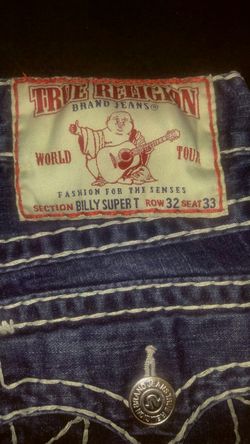 TRUE RELIGION
BRAND JEANS®
WORLD TOUR
FASHION FOR THE SENSES
SECTION BILLY SUPER T ROW 32 SEAT 33